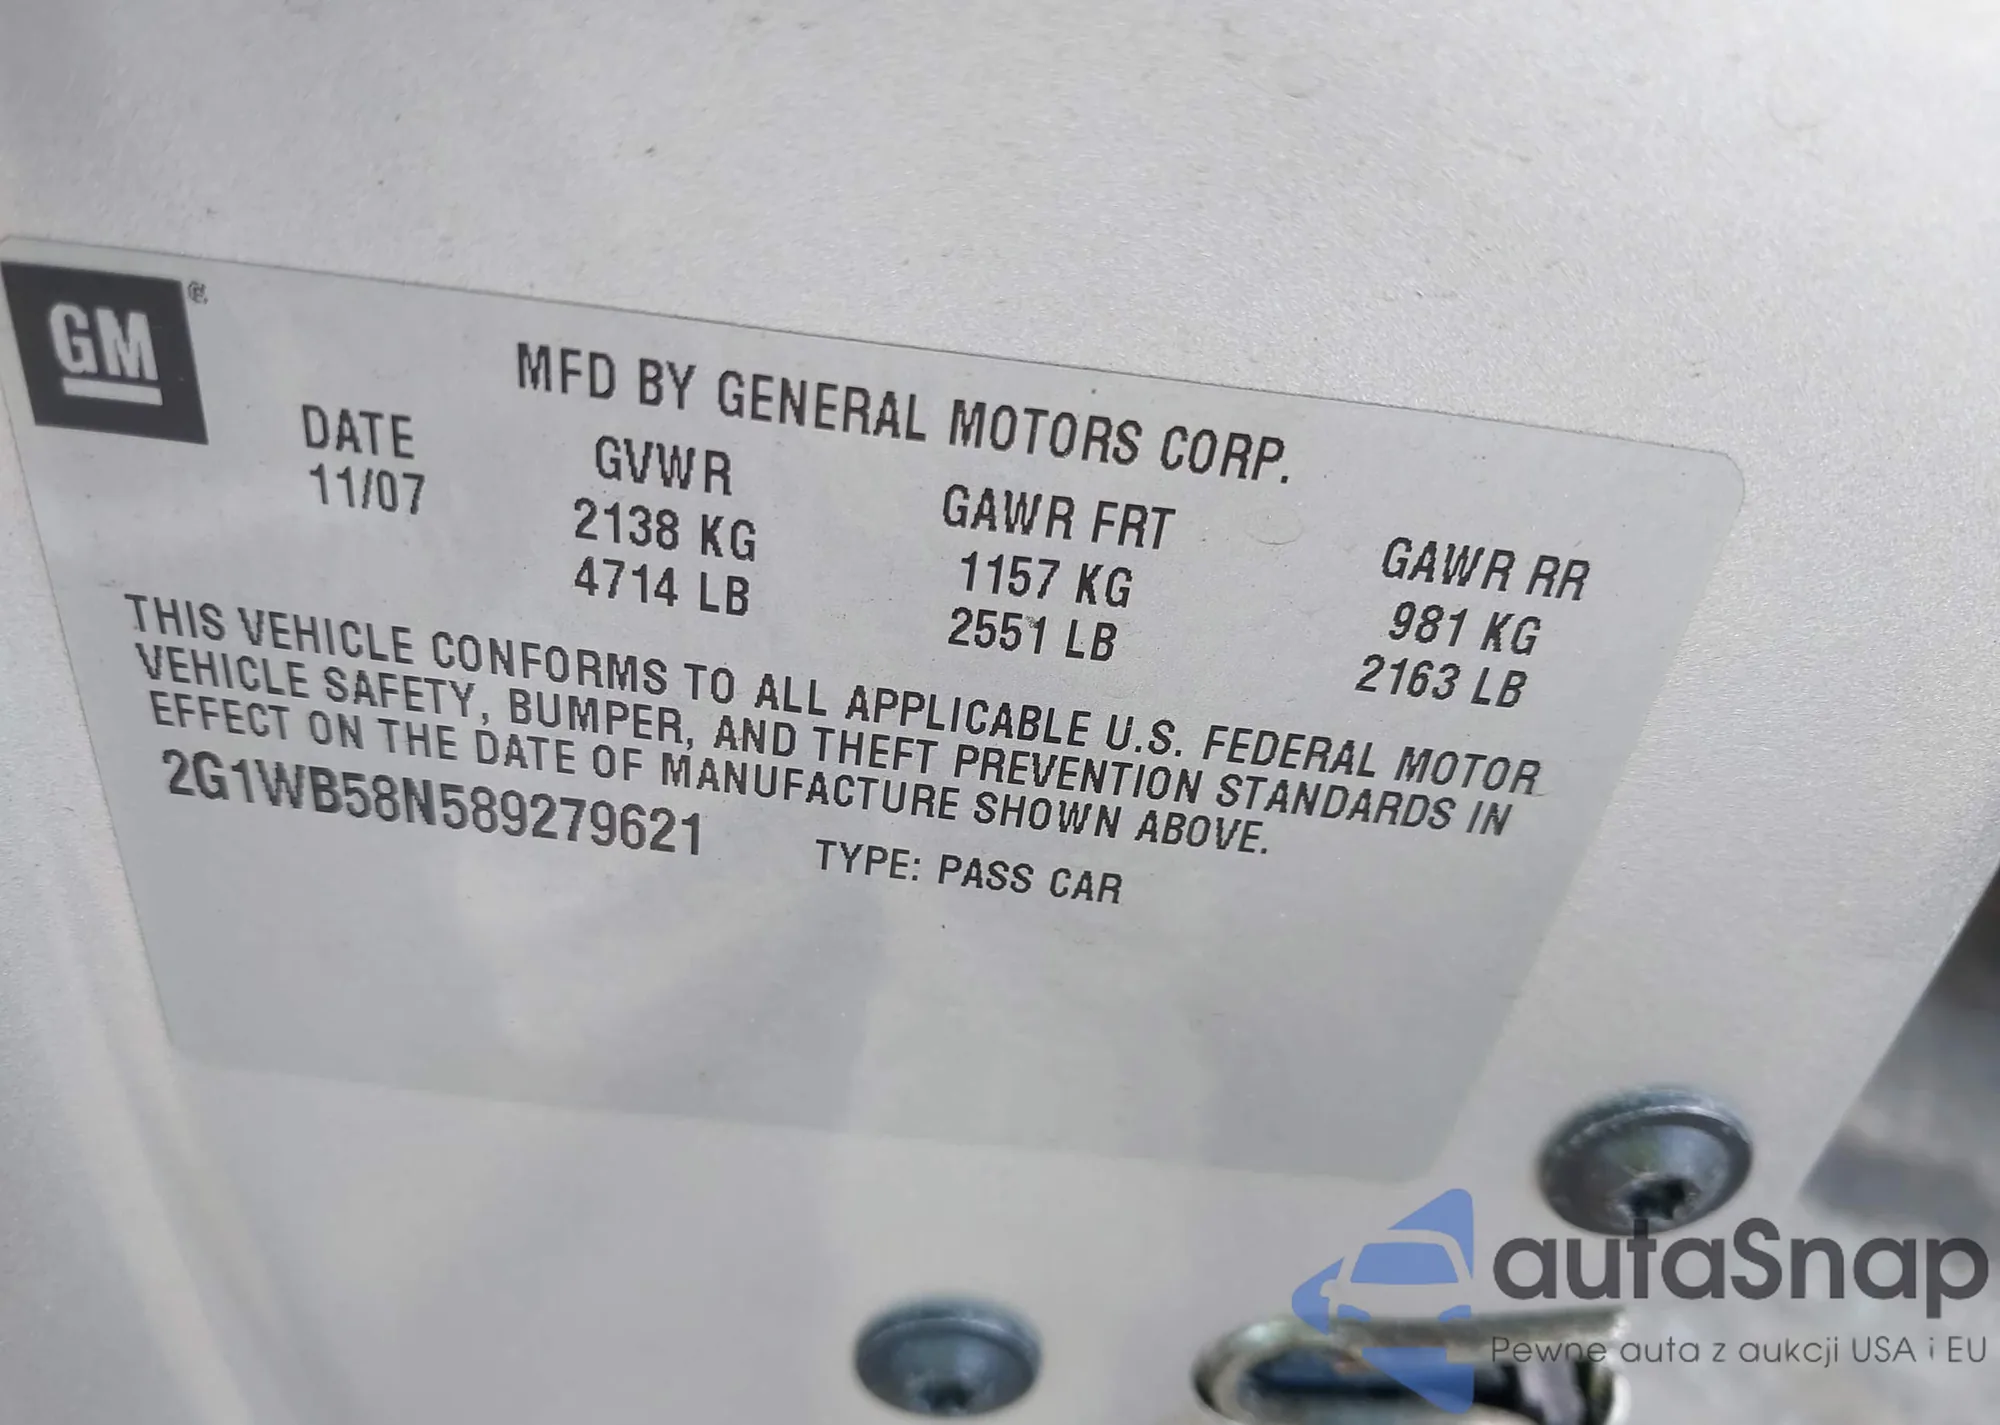 GM ®
MFD BY GENERAL MOTORS CORP.
DATE GVWR GAWR FRT GAWR RR
11/07 2138 KG 1157 KG 981 KG
4714 LB 2551 LB 2163 LB
THIS VEHICLE CONFORMS TO ALL APPLICABLE U.S. FEDERAL MOTOR
VEHICLE SAFETY, BUMPER, AND THEFT PREVENTION STANDARDS IN
EFFECT ON THE DATE OF MANUFACTURE SHOWN ABOVE.
2G1WB58N589279621 TYPE: PASS CAR
autaSnap
Pewne auta z aukcji USA i EU